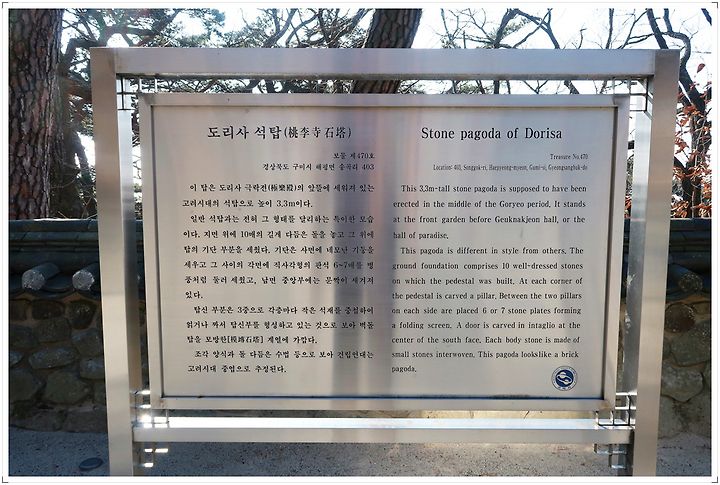 도리사 석탑(桃李寺石塔)
보물 제470호
경상북도 구미시 해평면 송곡리 403
이 탑은 도리사 극락전(極樂殿)의 앞뜰에 세워져 있는
고려시대의 석탑으로 높이 3.3m이다.
일반 석탑과는 전혀 그 형태를 달리하는 특이한 모습
이다. 지면 위에 10매의 길게 다듬은 돌을 놓고 그 위에
탑의 기단 부분을 세웠다. 기단은 사면에 네모난 기둥을
세우고 그 사이의 각면에 직사각형의 판석 6~7매를 병
풍처럼 둘러 세웠고, 남면 중앙부에는 문짝이 새겨져
있다.
탑신 부분은 3중으로 각층마다 작은 석재를 중첩하여
얽거나 짜서 탑신부를 형성하고 있는 것으로 보아 벽돌
탑을 모방한[模塼石塔] 계열에 가깝다.
조각 양식과 돌 다듬은 수법 등으로 보아 건립연대는
고려시대 중엽으로 추정된다.
Stone pagoda of Dorisa
Treasure No.470
Location: 403, Songgok-ri, Haepyeong-myeon, Gumi-si, Gyeongsangbuk-do
This 3.3m-tall stone pagoda is supposed to have been
erected in the middle of the Goryeo period. It stands
at the front garden before Geuknakjeon hall, or the
hall of paradise.
This pagoda is different in style from others. The
ground foundation comprises 10 well-dressed stones
on which the pedestal was built. At each corner of
the pedestal is carved a pillar. Between the two pillars
on each side are placed 6 or 7 stone plates forming
a folding screen. A door is carved in intaglio at the
center of the south face. Each body stone is made of
small stones interwoven. This pagoda lookslike a brick
pagoda.